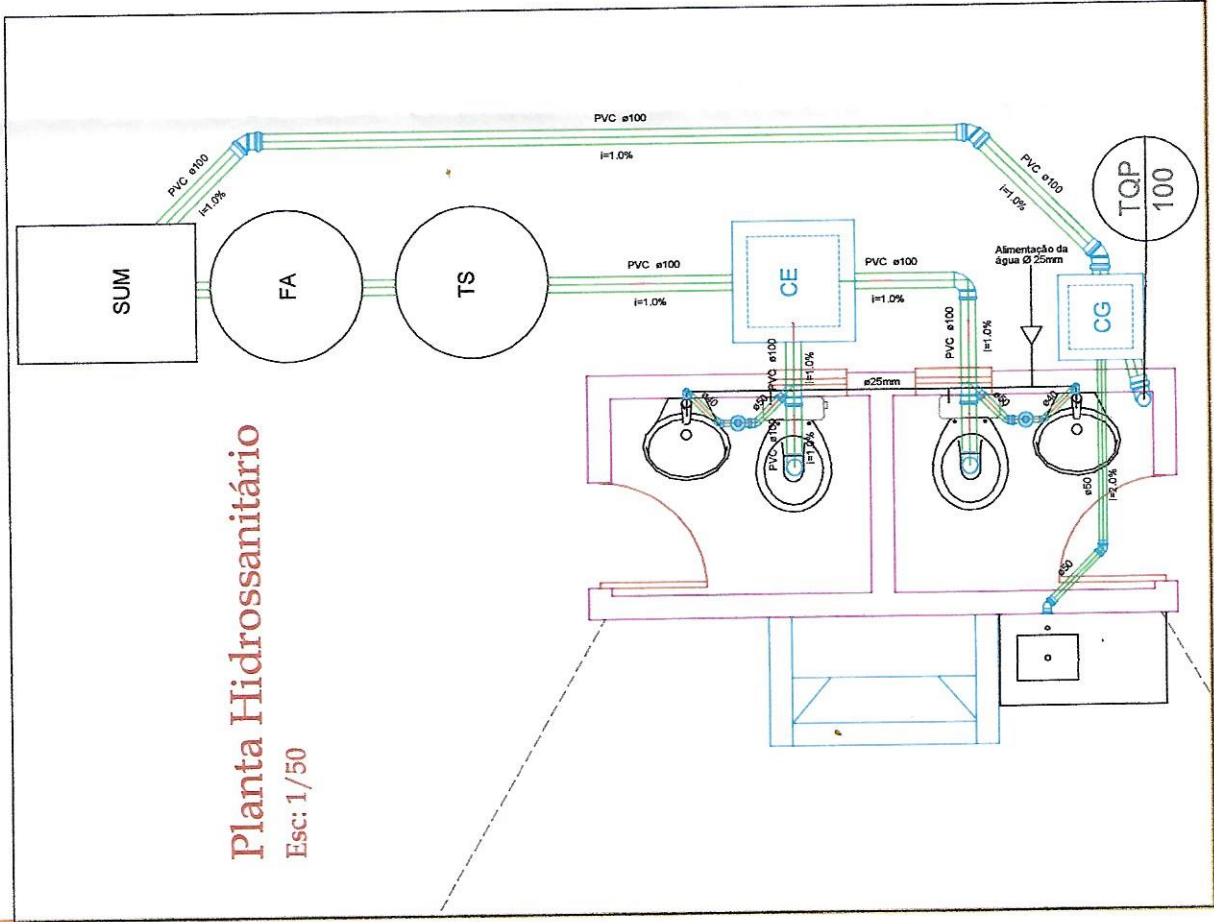 PVC ø100
i=1.0%
PVC ø100
i=1.0%
PVC ø100
i=1.0%
TQP
100
SUM
FA
TS
PVC ø100
i=1.0%
CE
PVC ø100
i=1.0%
Alimentação da
água Ø 25mm
CG
PVC ø100
i=1.0%
PVC ø100
i=1.0%
ø25mm
ø40
ø50
ø50
ø40
PVC ø100
i=1.0%
ø50
i=2.0%
ø50
Planta Hidrossanitário
Esc: 1/50